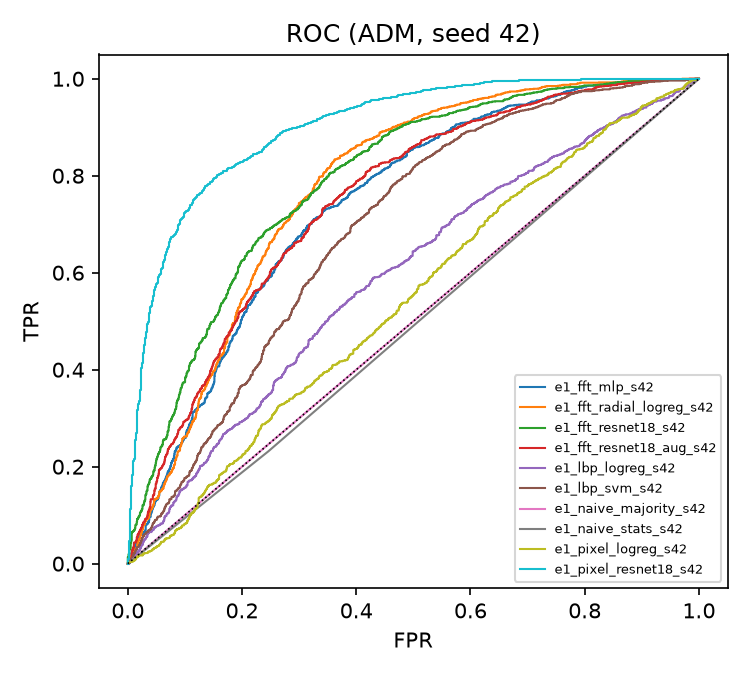 ROC (ADM, seed 42)
TPR
1.0
0.8
0.6
0.4
0.2
0.0
e1_fft_mlp_s42
e1_fft_radial_logreg_s42
e1_fft_resnet18_s42
e1_fft_resnet18_aug_s42
e1_lbp_logreg_s42
e1_lbp_svm_s42
e1_naive_majority_s42
e1_naive_stats_s42
e1_pixel_logreg_s42
e1_pixel_resnet18_s42
0.0 0.2 0.4 0.6 0.8 1.0
FPR